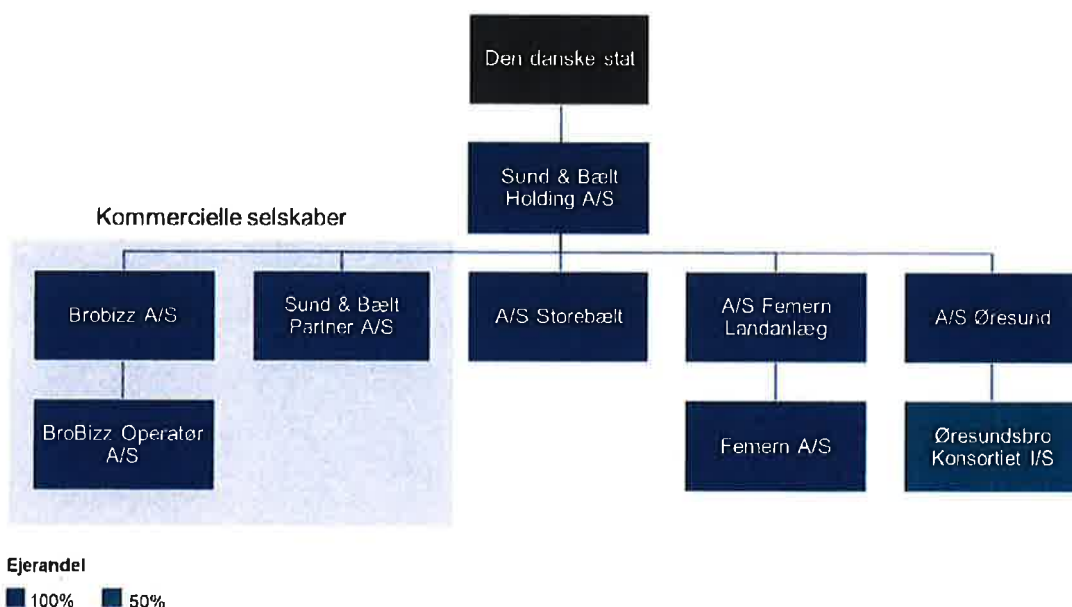 Den danske stat
Sund & Bælt
Holding A/S
Kommercielle selskaber
Brobizz A/S
Sund & Bælt
Partner A/S
A/S Storebælt
A/S Femern
Landanlæg
A/S Øresund
BroBizz Operatør
A/S
Femern A/S
Øresundsbro
Konsortiet I/S
Ejerandel
100%
50%